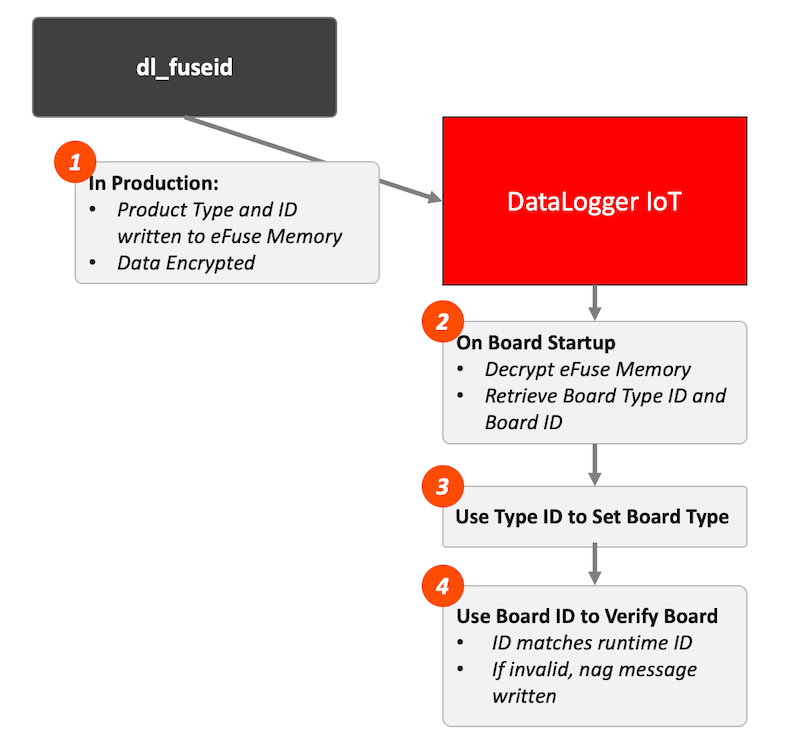 dl_fuseid
1
In Production:
• Product Type and ID
written to eFuse Memory
• Data Encrypted
DataLogger IoT
2
On Board Startup
• Decrypt eFuse Memory
• Retrieve Board Type ID and
Board ID
3
Use Type ID to Set Board Type
4
Use Board ID to Verify Board
• ID matches runtime ID
• If invalid, nag message
written